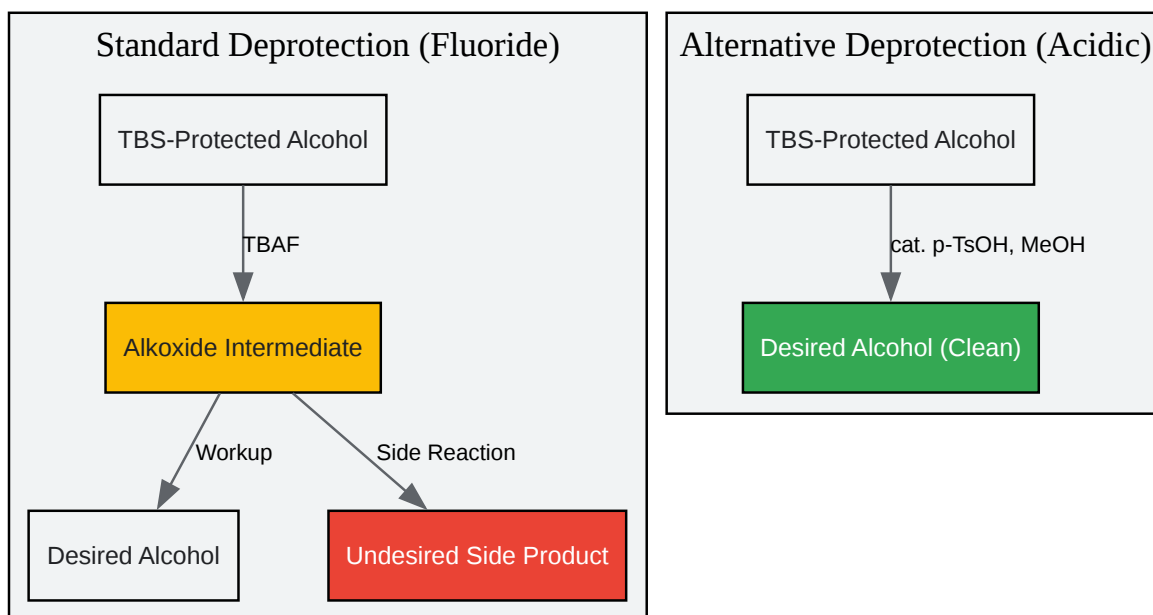 Standard Deprotection (Fluoride)
TBS-Protected Alcohol
TBAF
Alkoxide Intermediate
Workup
Side Reaction
Desired Alcohol
Undesired Side Product
Alternative Deprotection (Acidic)
TBS-Protected Alcohol
cat. p-TsOH, MeOH
Desired Alcohol (Clean)